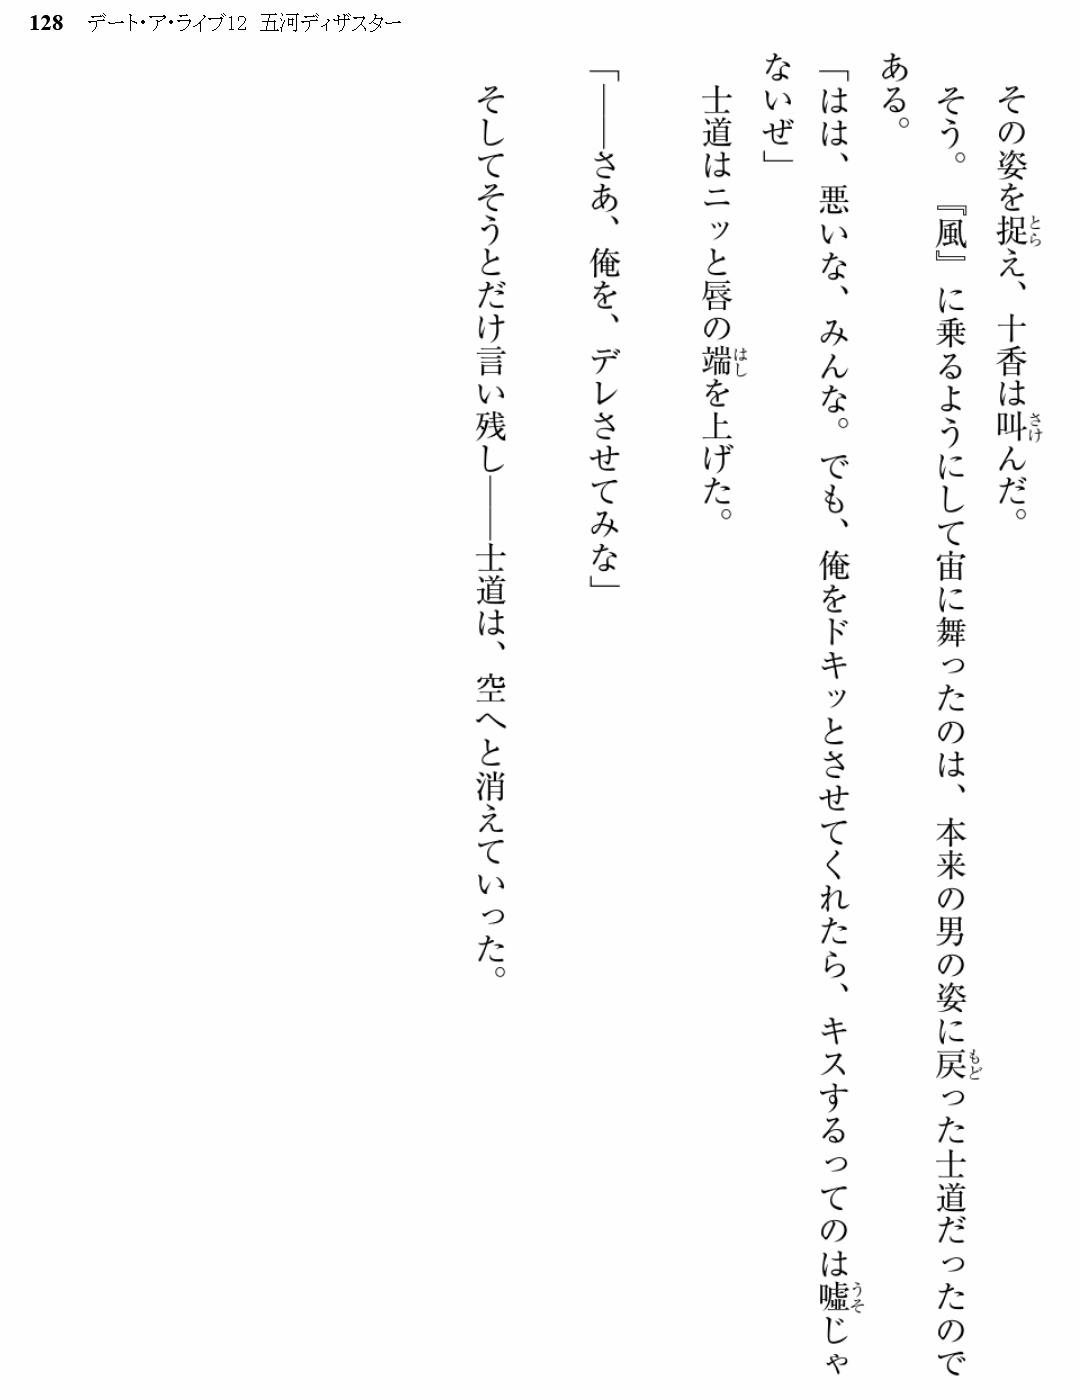 128 デート・ア・ライブ12 五河ディザスター
その姿を捉え、十香は叫んだ。
そう。『風』に乗るようにして宙に舞ったのは、本来の男の姿に戻った士道だったので
ある。
「はは、悪いな、みんな。でも、俺をドキッとさせてくれたら、キスするってのは嘘じゃ
ないぜ」
士道はニッと唇の端を上げた。
「――さあ、俺を、デレさせてみな」
そしてそうとだけ言い残し――士道は、空へと消えていった。